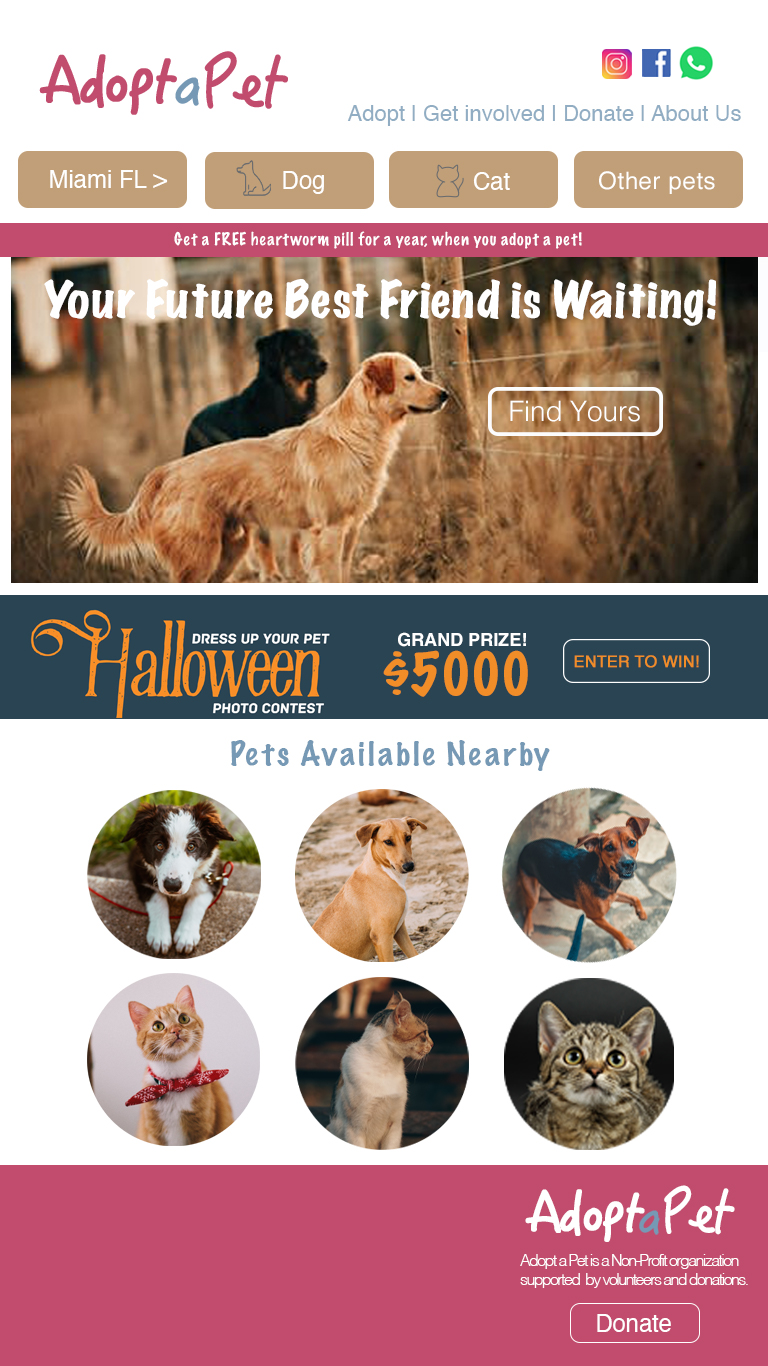 AdoptaPet
Adopt | Get involved | Donate | About Us
Miami FL >
Dog
Cat
Other pets
Get a FREE heartworm pill for a year, when you adopt a pet!
Your Future Best Friend is Waiting!
Find Yours
DRESS UP YOUR PET
Halloween
PHOTO CONTEST
GRAND PRIZE!
$5000
ENTER TO WIN!
Pets Available Nearby
AdoptaPet
Adopt a Pet is a Non-Profit organization
supported by volunteers and donations.
Donate